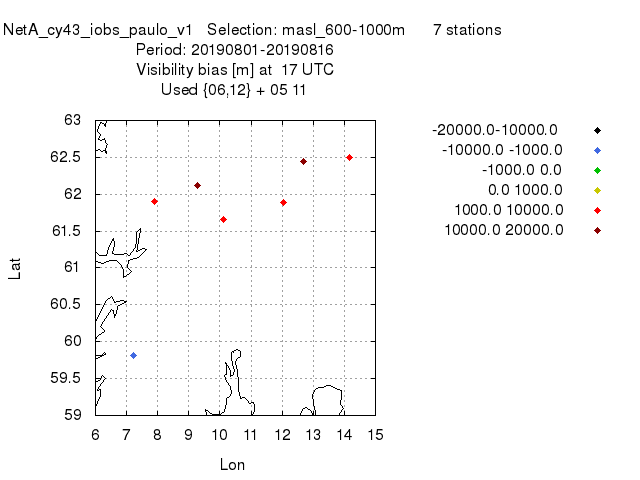 NetA_cy43_iobs_paulo_v1 Selection: masl_600-1000m 7 stations
Period: 20190801-20190816
Visibility bias [m] at 17 UTC
Used {06,12} + 05 11
63
62.5
62
61.5
61
60.5
60
59.5
59
Lat
6 7 8 9 10 11 12 13 14 15
Lon
-20000.0-10000.0
-10000.0 -1000.0
-1000.0 0.0
0.0 1000.0
1000.0 10000.0
10000.0 20000.0